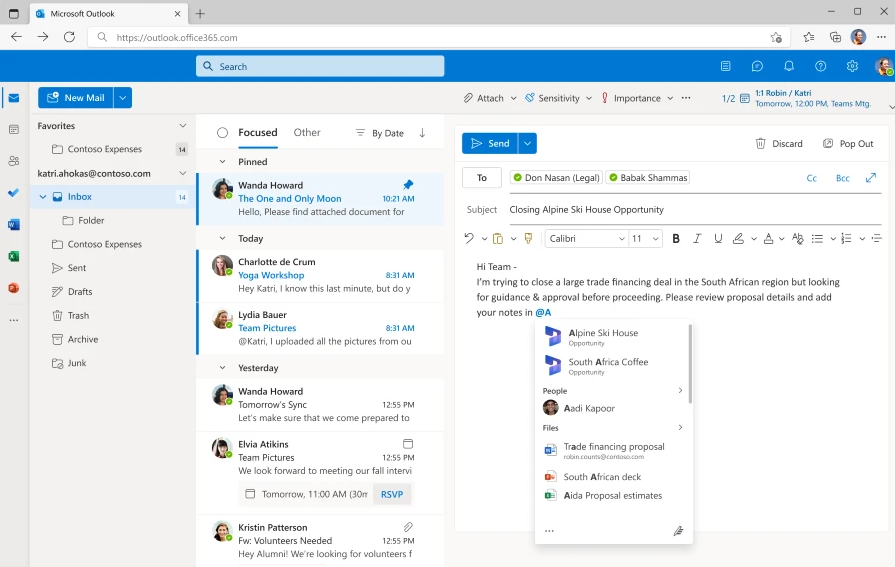 Microsoft Outlook
https://outlook.office365.com
Search
New Mail
Attach
Sensitivity
Importance
1/2
1:1 Robin / Katri
Tomorrow, 12:00 PM, Teams Mtg.
Favorites
Contoso Expenses 14
katri.ahokas@contoso.com
Inbox 14
Folder
Contoso Expenses
Sent
Drafts
Trash
Archive
Junk
Focused Other By Date
Pinned
Wanda Howard
The One and Only Moon 10:21 AM
Hello, Please find attached document for
Today
Charlotte de Crum
Yoga Workshop 8:31 AM
Hey Katri, I know this last minute, but do y
Lydia Bauer
Team Pictures 8:31 AM
@Katri, I uploaded all the pictures from ou
Yesterday
Wanda Howard
Tomorrow's Sync 12:55 PM
Let's make sure that we come prepared to
Elvia Atikins
Team Pictures 12:55 PM
We look forward to meeting our fall intervi
Tomorrow, 11:00 AM (30m RSVP
Kristin Patterson
Fw: Volunteers Needed 12:55 PM
Hey Alumni! We're looking for volunteers f
Send Discard Pop Out
To Don Nasan (Legal) Babak Shammas Cc Bcc
Subject Closing Alpine Ski House Opportunity
Calibri 11 B I U
Hi Team -
I'm trying to close a large trade financing deal in the South African region but looking
for guidance & approval before proceeding. Please review proposal details and add
your notes in @A
Alpine Ski House
Opportunity
South Africa Coffee
Opportunity
People
Aadi Kapoor
Files
Trade financing proposal
robin.counts@contoso.com
South African deck
Aida Proposal estimates